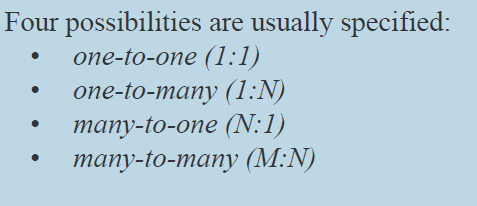 Four possibilities are usually specified:
• one-to-one (1:1)
• one-to-many (1:N)
• many-to-one (N:1)
• many-to-many (M:N)